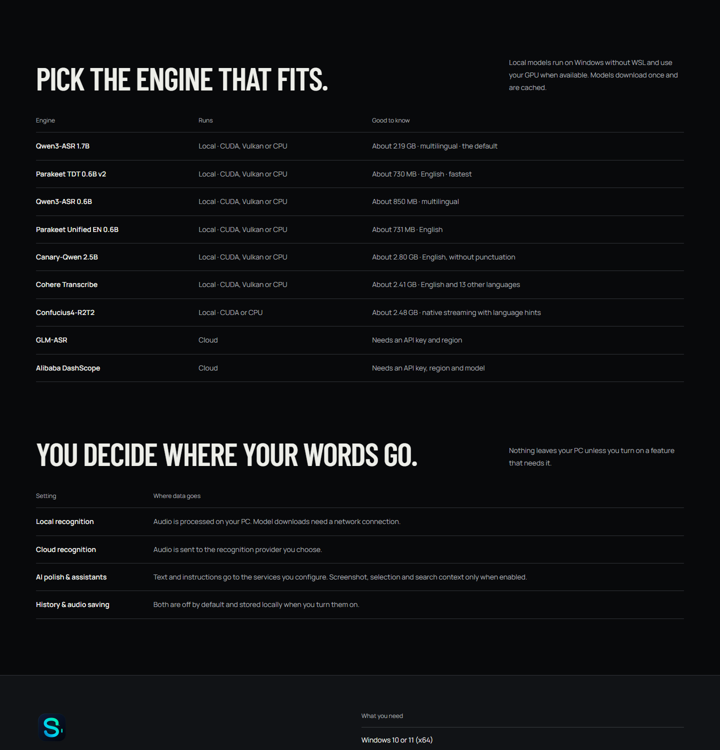 PICK THE ENGINE THAT FITS.
Local models run on Windows without WSL and use
your GPU when available. Models download once and
are cached.
Engine Runs Good to know
Qwen3-ASR 1.7B Local · CUDA, Vulkan or CPU About 2.19 GB · multilingual · the default
Parakeet TDT 0.6B v2 Local · CUDA, Vulkan or CPU About 730 MB · English · fastest
Qwen3-ASR 0.6B Local · CUDA, Vulkan or CPU About 850 MB · multilingual
Parakeet Unified EN 0.6B Local · CUDA, Vulkan or CPU About 731 MB · English
Canary-Qwen 2.5B Local · CUDA, Vulkan or CPU About 2.80 GB · English, without punctuation
Cohere Transcribe Local · CUDA, Vulkan or CPU About 2.41 GB · English and 13 other languages
Confucius4-R2T2 Local · CUDA or CPU About 2.48 GB · native streaming with language hints
GLM-ASR Cloud Needs an API key and region
Alibaba DashScope Cloud Needs an API key, region and model
YOU DECIDE WHERE YOUR WORDS GO.
Nothing leaves your PC unless you turn on a feature
that needs it.
Setting Where data goes
Local recognition Audio is processed on your PC. Model downloads need a network connection.
Cloud recognition Audio is sent to the recognition provider you choose.
AI polish & assistants Text and instructions go to the services you configure. Screenshot, selection and search context only when enabled.
History & audio saving Both are off by default and stored locally when you turn them on.
S
What you need
Windows 10 or 11 (x64)